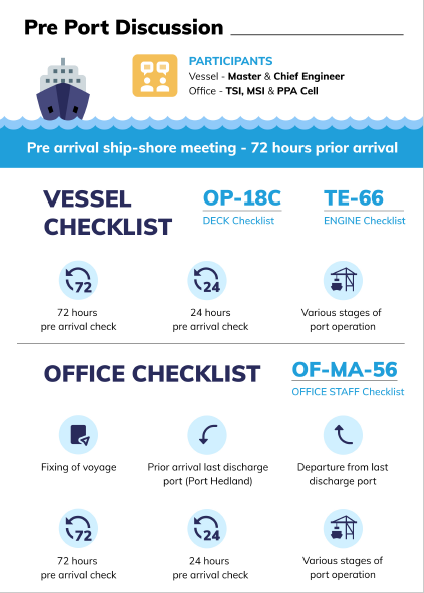 Pre Port Discussion
PARTICIPANTS
Vessel - Master & Chief Engineer
Office - TSI, MSI & PPA Cell
Pre arrival ship-shore meeting - 72 hours prior arrival
VESSEL
CHECKLIST
OP-18C
DECK Checklist
TE-66
ENGINE Checklist
72
72 hours
pre arrival check
24
24 hours
pre arrival check
Various stages of
port operation
OFFICE CHECKLIST
OF-MA-56
OFFICE STAFF Checklist
Fixing of voyage
Prior arrival last discharge
port (Port Hedland)
Departure from last
discharge port
72
72 hours
pre arrival check
24
24 hours
pre arrival check
Various stages of
port operation